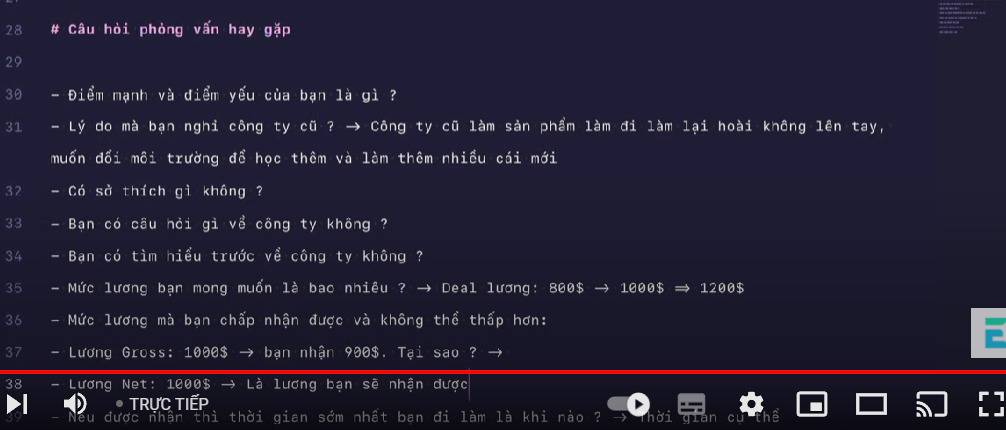 28 # Câu hỏi phỏng vấn hay gặp
29
30 - Điểm mạnh và điểm yếu của bạn là gì ?
31 - Lý do mà bạn nghỉ công ty cũ ? → Công ty cũ làm sản phẩm làm đi làm lại hoài không lên tay,
muốn đổi môi trường để học thêm và làm thêm nhiều cái mới
32 - Có sở thích gì không ?
33 - Bạn có câu hỏi gì về công ty không ?
34 - Bạn có tìm hiểu trước về công ty không ?
35 - Mức lương bạn mong muốn là bao nhiêu ? → Deal lương: 800$ → 1000$ ⇒ 1200$
36 - Mức lương mà bạn chấp nhận được và không thể thấp hơn:
37 - Lương Gross: 1000$ → bạn nhận 900$. Tại sao ? →
38 - Lương Net: 1000$ → Là lương bạn sẽ nhận được
39 - Nếu được nhận thì thời gian sớm nhất bạn đi làm là khi nào ? → Thời gian cụ thể
TRỰC TIẾP